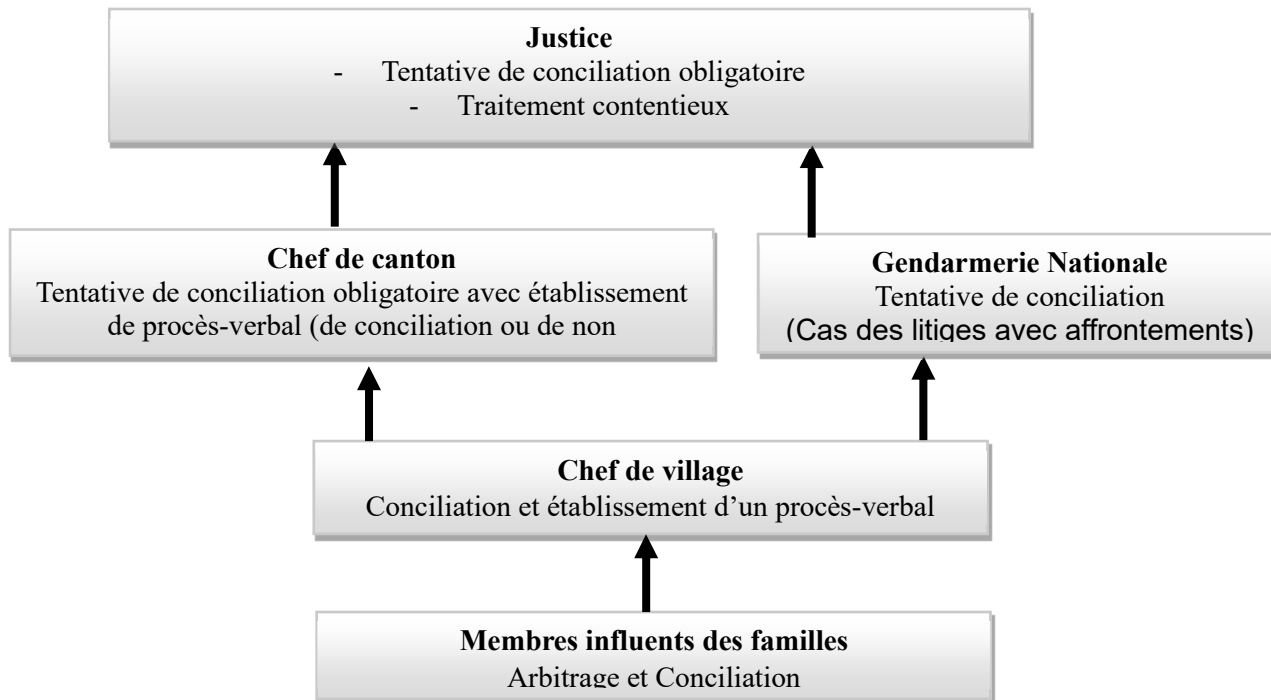 Justice
- Tentative de conciliation obligatoire
- Traitement contentieux
Chef de canton
Tentative de conciliation obligatoire avec établissement
de procès-verbal (de conciliation ou de non
Gendarmerie Nationale
Tentative de conciliation
(Cas des litiges avec affrontements)
Chef de village
Conciliation et établissement d’un procès-verbal
Membres influents des familles
Arbitrage et Conciliation